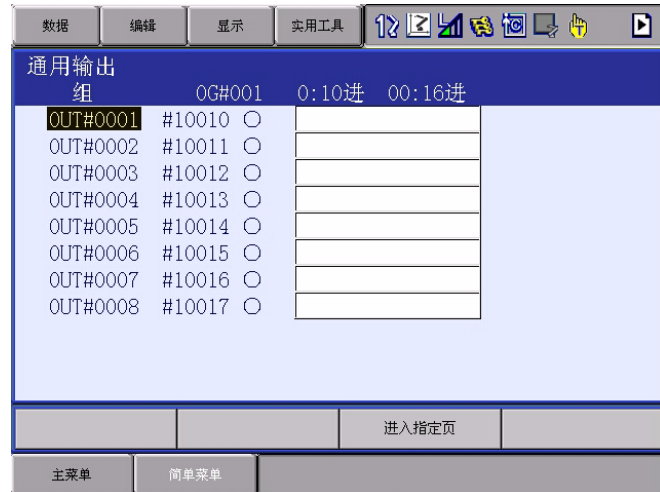 数据 编辑 显示 实用工具
通用输出
组 OG#001 0:10进 00:16进
OUT#0001 #10010 ○
OUT#0002 #10011 ○
OUT#0003 #10012 ○
OUT#0004 #10013 ○
OUT#0005 #10014 ○
OUT#0006 #10015 ○
OUT#0007 #10016 ○
OUT#0008 #10017 ○
进入指定页
主菜单 简单菜单